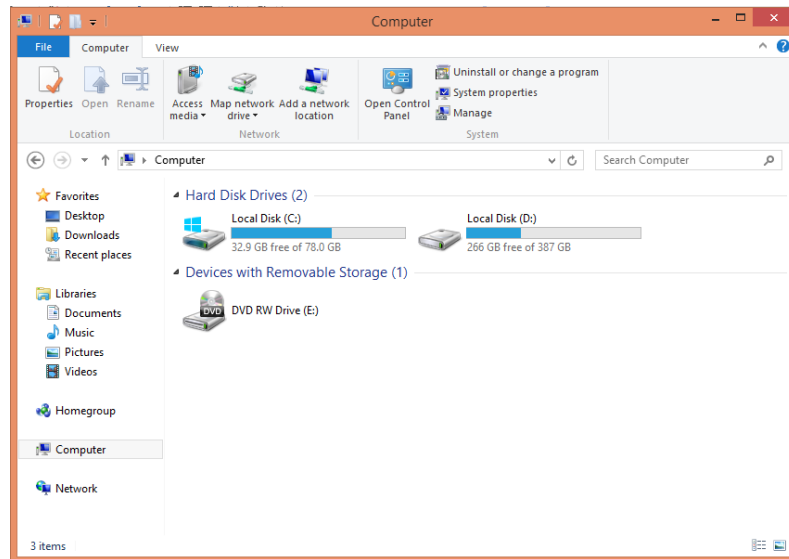 Computer
File Computer View
Properties Open Rename Access media Map network drive Add a network location Open Control Panel Uninstall or change a program
System properties
Manage
Location Network System
Computer Search Computer
Favorites
Desktop
Downloads
Recent places
Libraries
Documents
Music
Pictures
Videos
Homegroup
Computer
Network
Hard Disk Drives (2)
Local Disk (C:) Local Disk (D:)
32.9 GB free of 78.0 GB 266 GB free of 387 GB
Devices with Removable Storage (1)
DVD DVD RW Drive (E:)
3 items